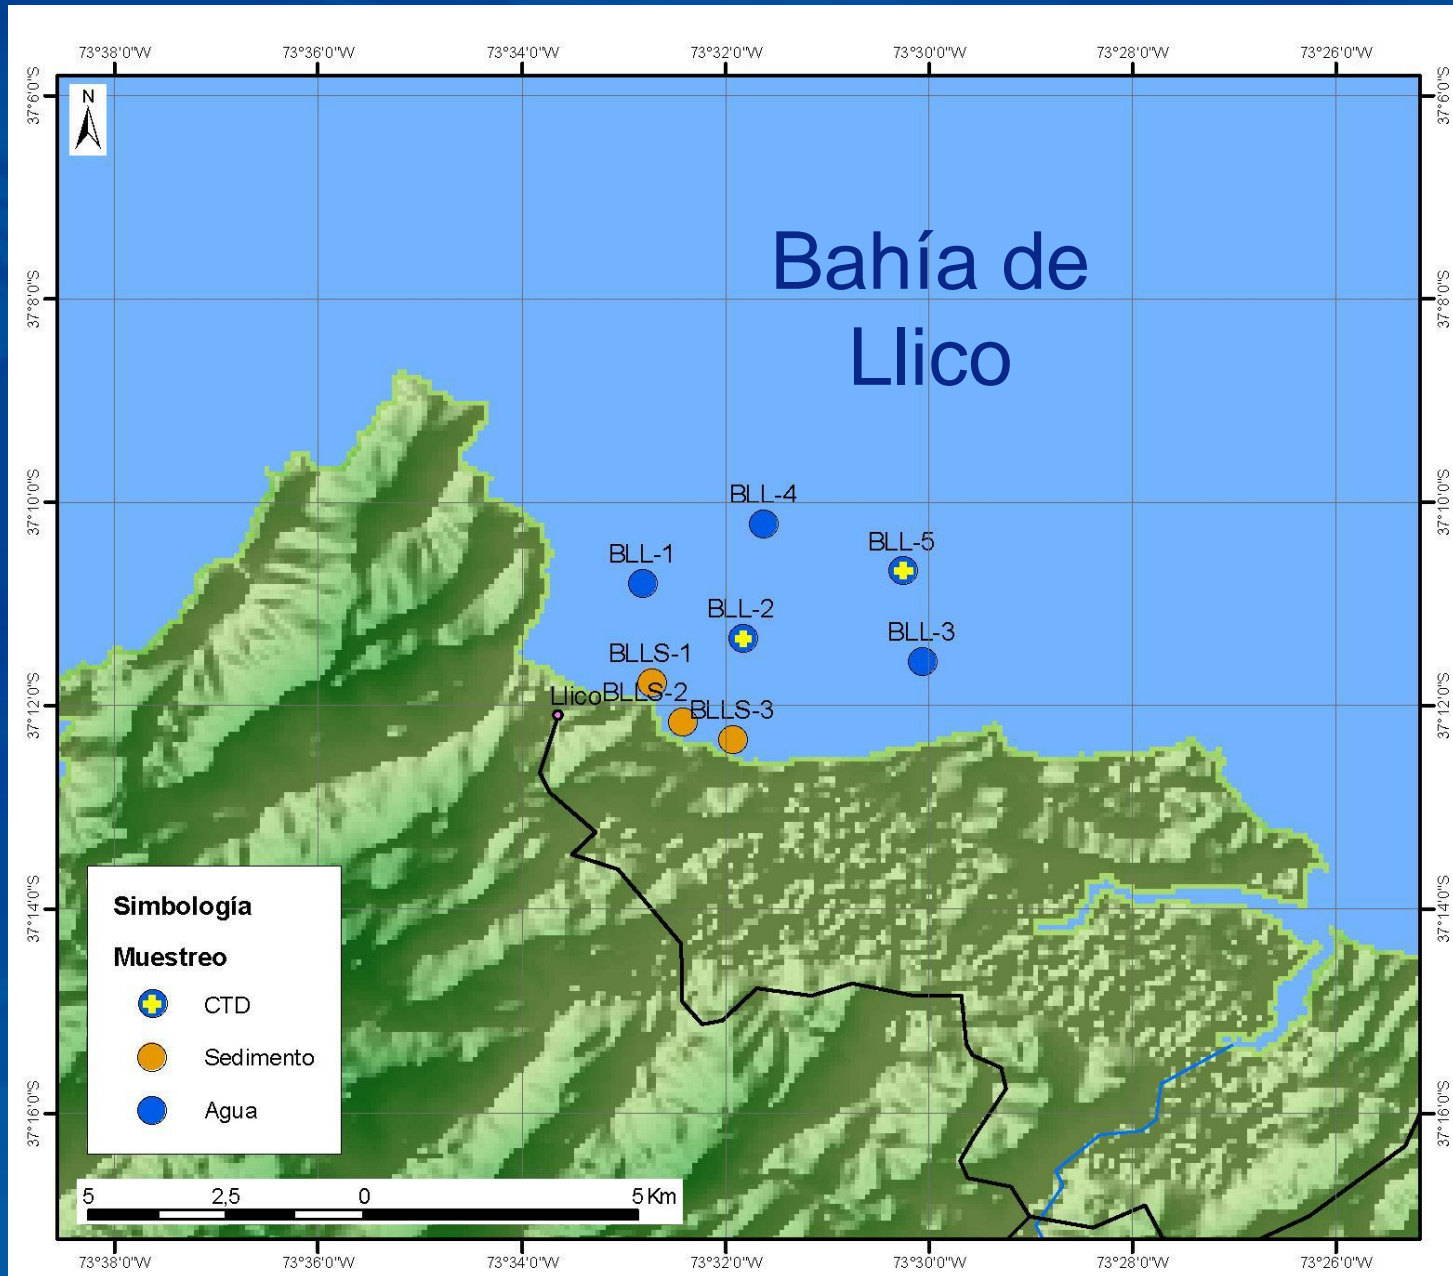 73°38'0"W 73°36'0"W 73°34'0"W 73°32'0"W 73°30'0"W 73°28'0"W 73°26'0"W
N
37°6'0"S 37°6'0"S
Bahía de
Llico
37°8'0"S 37°8'0"S
37°10'0"S 37°10'0"S
BLL-4
BLL-5
BLL-1
BLL-2
BLL-3
BLLS-1
Llico BLLS-2
BLLS-3
37°12'0"S 37°12'0"S
37°14'0"S 37°14'0"S
Simbología
Muestreo
CTD
Sedimento
Agua
37°16'0"S 37°16'0"S
5 2,5 0 5 Km
73°38'0"W 73°36'0"W 73°34'0"W 73°32'0"W 73°30'0"W 73°28'0"W 73°26'0"W